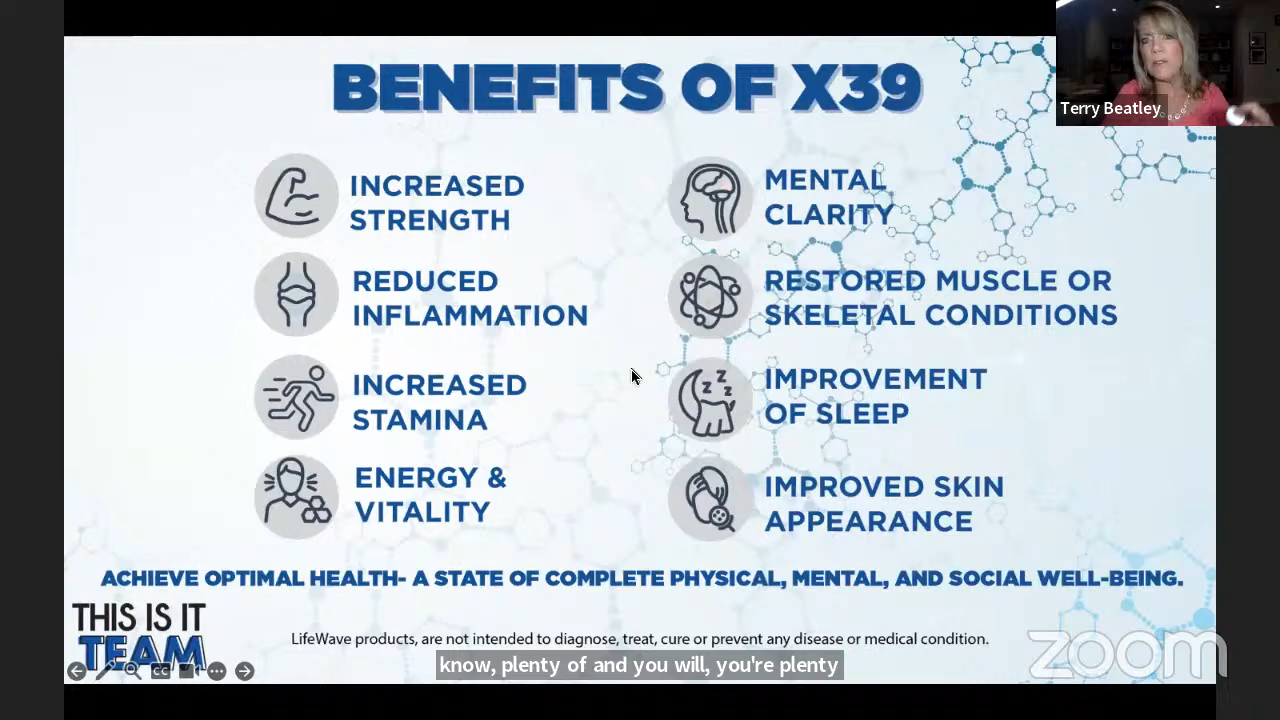 BENEFITS OF X39
Terry Beatley
INCREASED
STRENGTH
MENTAL
CLARITY
REDUCED
INFLAMMATION
RESTORED MUSCLE OR
SKELETAL CONDITIONS
INCREASED
STAMINA
Z Z Z
IMPROVEMENT
OF SLEEP
ENERGY &
VITALITY
IMPROVED SKIN
APPEARANCE
ACHIEVE OPTIMAL HEALTH- A STATE OF COMPLETE PHYSICAL, MENTAL, AND SOCIAL WELL-BEING.
THIS IS IT
TEAM
LifeWave products, are not intended to diagnose, treat, cure or prevent any disease or medical condition.
CC
know, plenty of and you will, you're plenty
zoom